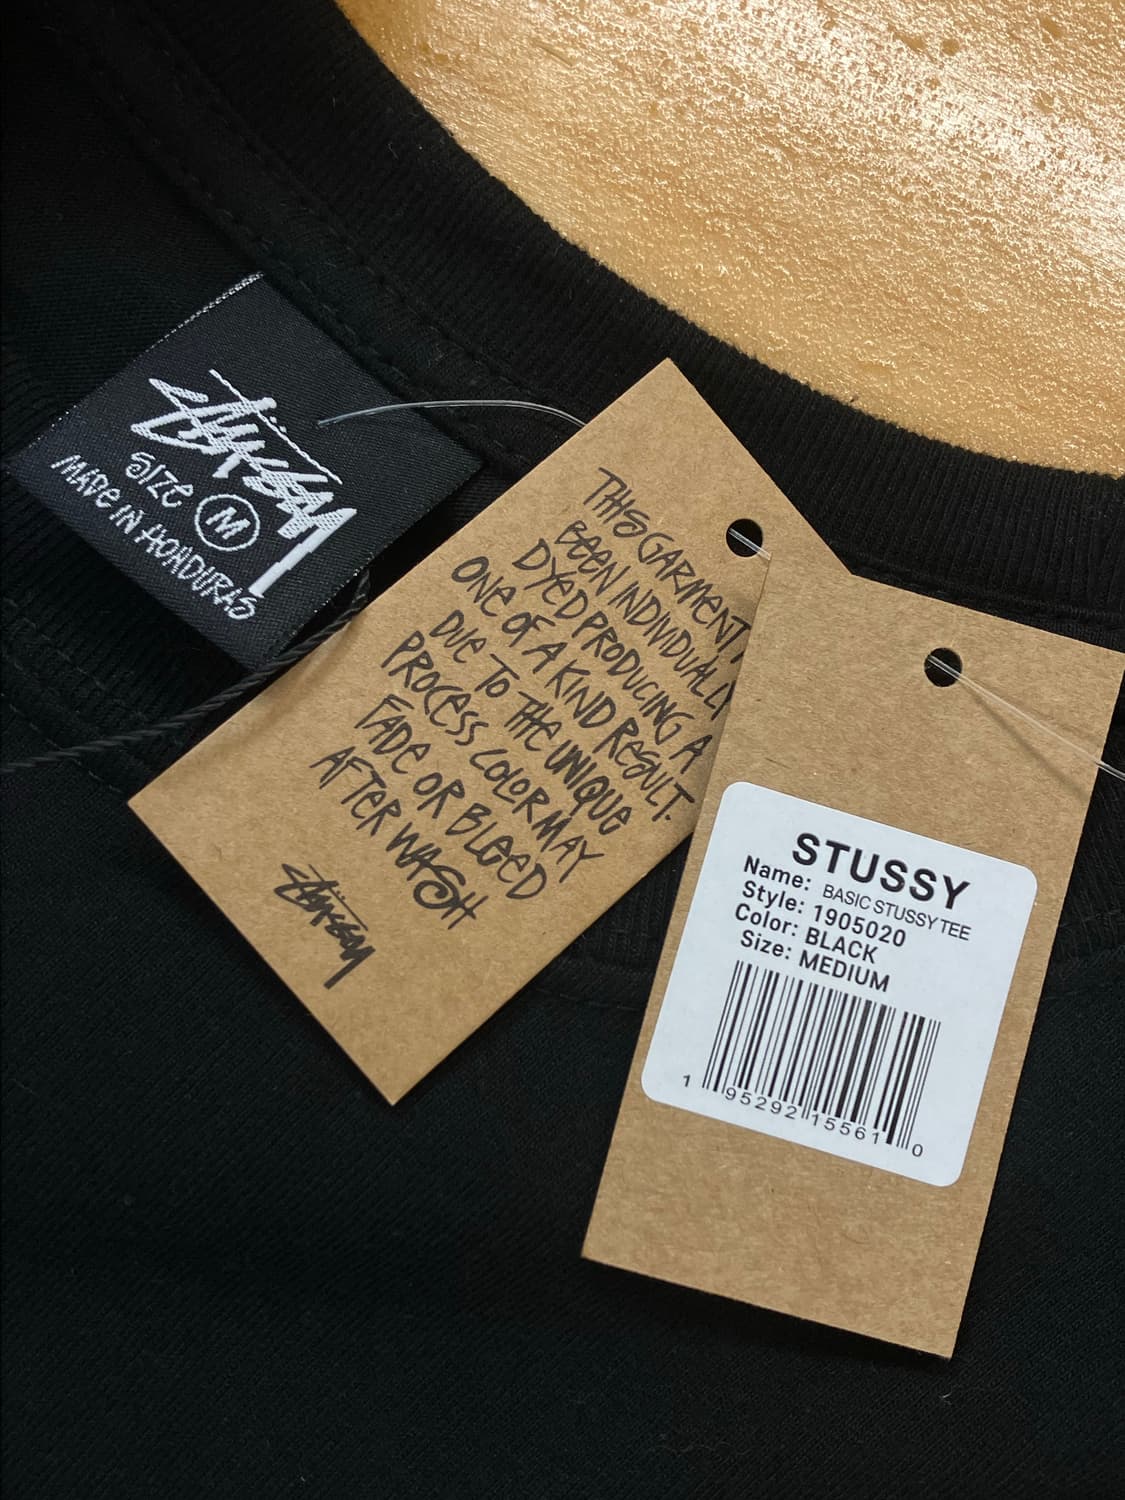 STÜSSY
SIZE M
MADE IN HONDURAS
THIS GARMENT
BEEN INDIVIDUALLY
DYED PRODUCING A
ONE OF A KIND RESULT.
DUE TO THE UNIQUE
PROCESS COLOR MAY
FADE OR BLEED
AFTER WASH
STÜSSY
STUSSY
Name: BASIC STUSSY TEE
Style: 1905020
Color: BLACK
Size: MEDIUM
1 95292 15561 0